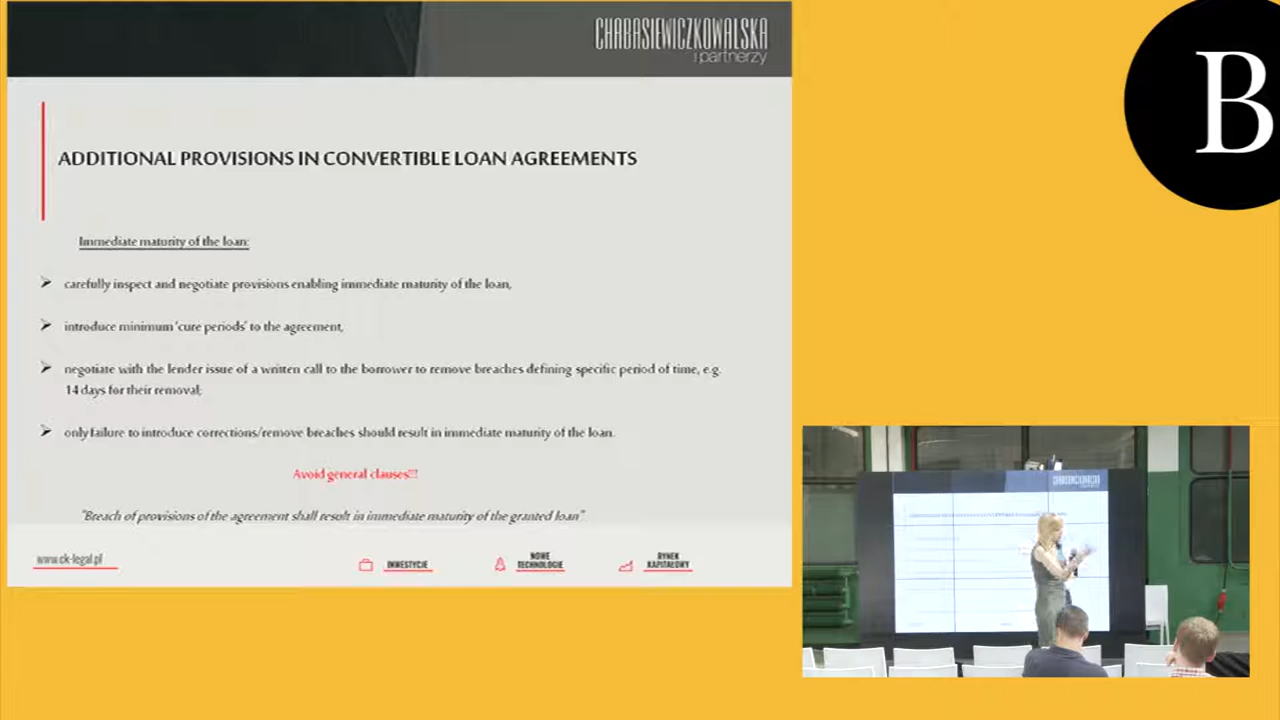 CHABASIEWICZKOWALSKA
i partnerzy
B
ADDITIONAL PROVISIONS IN CONVERTIBLE LOAN AGREEMENTS
Immediate maturity of the loan:
carefully inspect and negotiate provisions enabling immediate maturity of the loan,
introduce minimum 'cure periods' to the agreement,
negotiate with the lender issue of a written call to the borrower to remove breaches defining specific period of time, e.g.
14 days for their removal;
only failure to introduce corrections/remove breaches should result in immediate maturity of the loan.
Avoid general clauses!!!
"Breach of provisions of the agreement shall result in immediate maturity of the granted loan"
www.ck-legal.pl
INWESTYCJE
NOWE
TECHNOLOGIE
RYNEK
KAPITAŁOWY